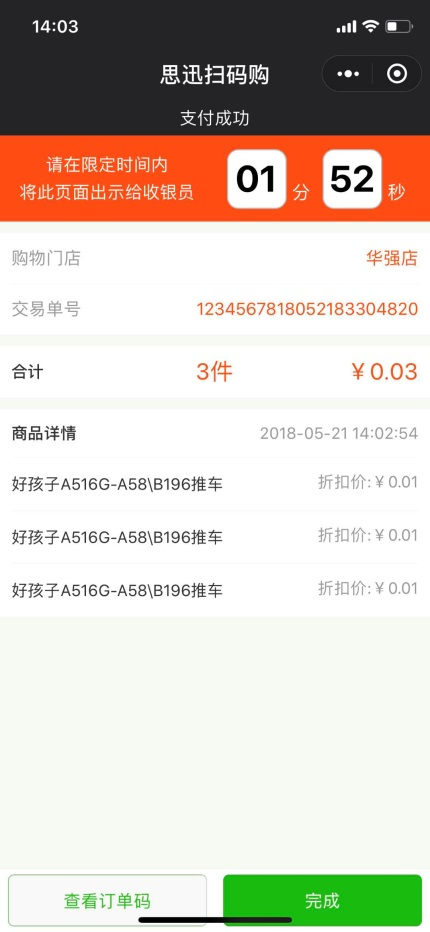 14:03
思迅扫码购
支付成功
请在限定时间内
将此页面出示给收银员
01 分 52 秒
购物门店 华强店
交易单号 1234567818052183304820
合计 3件 ¥0.03
商品详情 2018-05-21 14:02:54
好孩子A516G-A58\B196推车 折扣价:¥0.01
好孩子A516G-A58\B196推车 折扣价:¥0.01
好孩子A516G-A58\B196推车 折扣价:¥0.01
查看订单码 完成